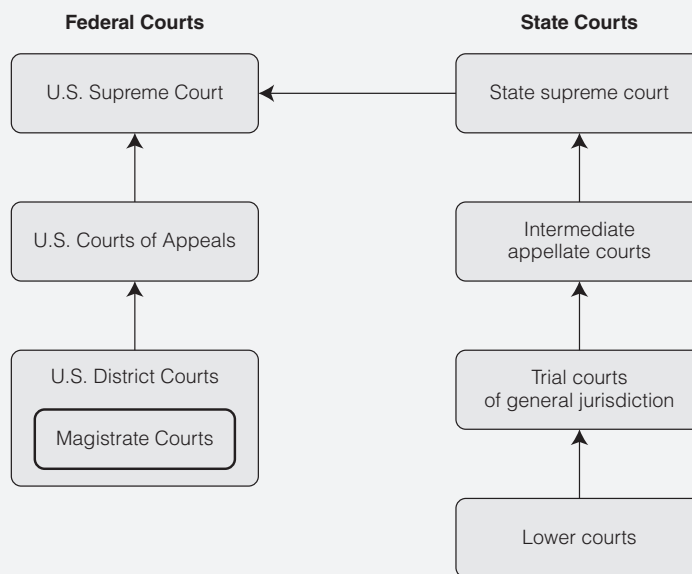 Federal Courts
U.S. Supreme Court
U.S. Courts of Appeals
U.S. District Courts
Magistrate Courts
State Courts
State supreme court
Intermediate
appellate courts
Trial courts
of general jurisdiction
Lower courts